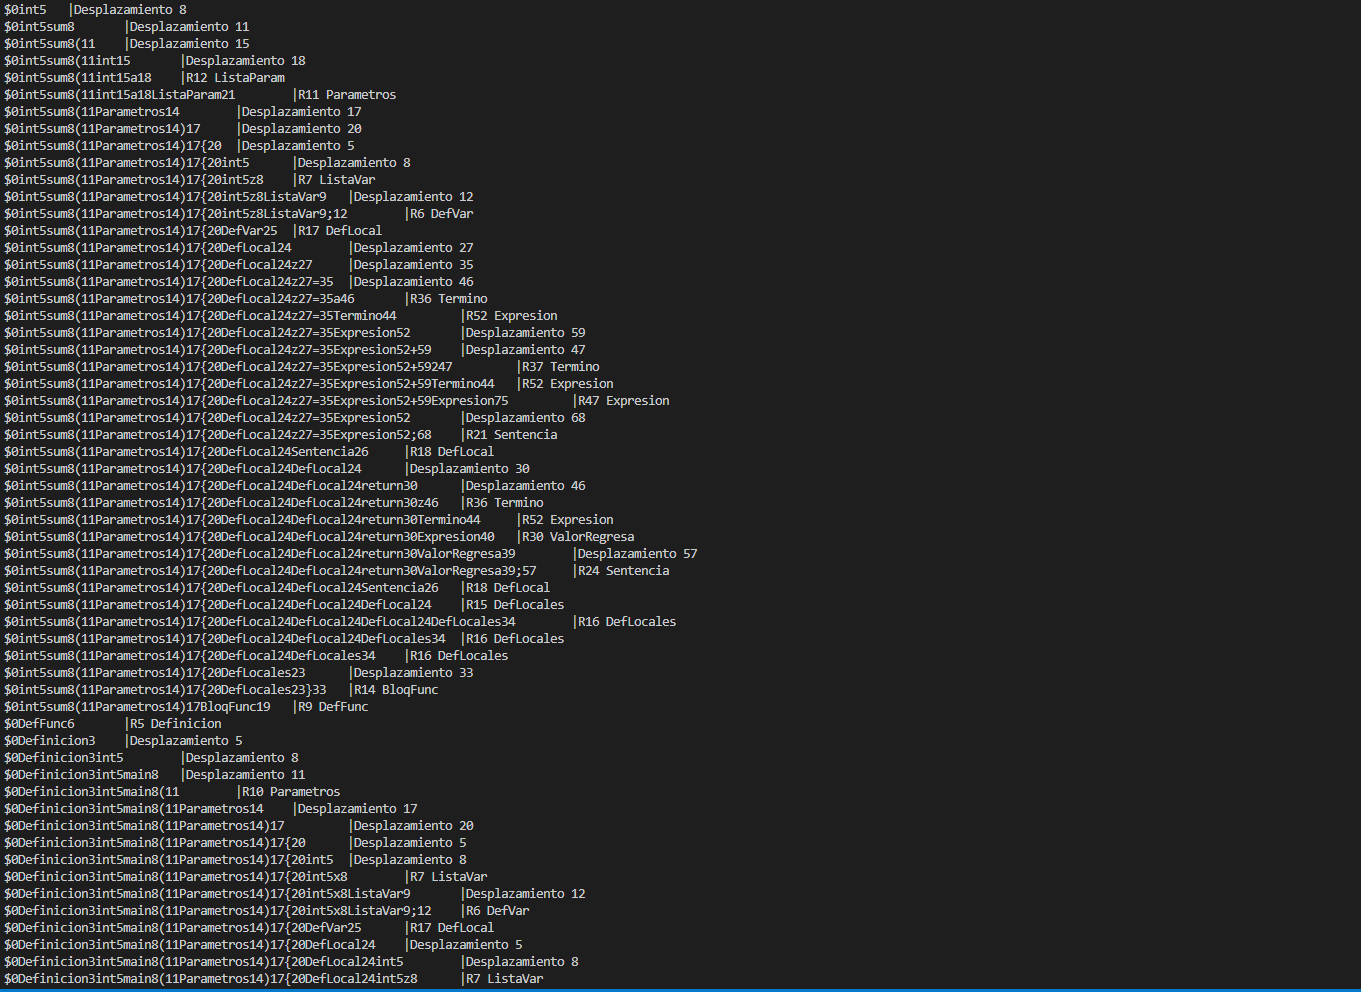 $0int5 |Desplazamiento 8
$0int5sum8 |Desplazamiento 11
$0int5sum8(11 |Desplazamiento 15
$0int5sum8(11int15 |Desplazamiento 18
$0int5sum8(11int15a18 |R12 ListaParam
$0int5sum8(11int15a18ListaParam21 |R11 Parametros
$0int5sum8(11Parametros14 |Desplazamiento 17
$0int5sum8(11Parametros14)17 |Desplazamiento 20
$0int5sum8(11Parametros14)17{20 |Desplazamiento 5
$0int5sum8(11Parametros14)17{20int5 |Desplazamiento 8
$0int5sum8(11Parametros14)17{20int5z8 |R7 ListaVar
$0int5sum8(11Parametros14)17{20int5z8ListaVar9 |Desplazamiento 12
$0int5sum8(11Parametros14)17{20int5z8ListaVar9;12 |R6 DefVar
$0int5sum8(11Parametros14)17{20DefVar25 |R17 DefLocal
$0int5sum8(11Parametros14)17{20DefLocal24 |Desplazamiento 27
$0int5sum8(11Parametros14)17{20DefLocal24z27 |Desplazamiento 35
$0int5sum8(11Parametros14)17{20DefLocal24z27=35 |Desplazamiento 46
$0int5sum8(11Parametros14)17{20DefLocal24z27=35a46 |R36 Termino
$0int5sum8(11Parametros14)17{20DefLocal24z27=35Termino44 |R52 Expresion
$0int5sum8(11Parametros14)17{20DefLocal24z27=35Expresion52 |Desplazamiento 59
$0int5sum8(11Parametros14)17{20DefLocal24z27=35Expresion52+59 |Desplazamiento 47
$0int5sum8(11Parametros14)17{20DefLocal24z27=35Expresion52+59247 |R37 Termino
$0int5sum8(11Parametros14)17{20DefLocal24z27=35Expresion52+59Termino44 |R52 Expresion
$0int5sum8(11Parametros14)17{20DefLocal24z27=35Expresion52+59Expresion75 |R47 Expresion
$0int5sum8(11Parametros14)17{20DefLocal24z27=35Expresion52 |Desplazamiento 68
$0int5sum8(11Parametros14)17{20DefLocal24z27=35Expresion52;68 |R21 Sentencia
$0int5sum8(11Parametros14)17{20DefLocal24Sentencia26 |R18 DefLocal
$0int5sum8(11Parametros14)17{20DefLocal24DefLocal24 |Desplazamiento 30
$0int5sum8(11Parametros14)17{20DefLocal24DefLocal24return30 |Desplazamiento 46
$0int5sum8(11Parametros14)17{20DefLocal24DefLocal24return30z46 |R36 Termino
$0int5sum8(11Parametros14)17{20DefLocal24DefLocal24return30Termino44 |R52 Expresion
$0int5sum8(11Parametros14)17{20DefLocal24DefLocal24return30Expresion40 |R30 ValorRegresa
$0int5sum8(11Parametros14)17{20DefLocal24DefLocal24return30ValorRegresa39 |Desplazamiento 57
$0int5sum8(11Parametros14)17{20DefLocal24DefLocal24return30ValorRegresa39;57 |R24 Sentencia
$0int5sum8(11Parametros14)17{20DefLocal24DefLocal24Sentencia26 |R18 DefLocal
$0int5sum8(11Parametros14)17{20DefLocal24DefLocal24DefLocal24 |R15 DefLocales
$0int5sum8(11Parametros14)17{20DefLocal24DefLocal24DefLocal24DefLocales34 |R16 DefLocales
$0int5sum8(11Parametros14)17{20DefLocal24DefLocal24DefLocales34 |R16 DefLocales
$0int5sum8(11Parametros14)17{20DefLocal24DefLocales34 |R16 DefLocales
$0int5sum8(11Parametros14)17{20DefLocales23 |Desplazamiento 33
$0int5sum8(11Parametros14)17{20DefLocales23}33 |R14 BloqFunc
$0int5sum8(11Parametros14)17BloqFunc19 |R9 DefFunc
$0DefFunc6 |R5 Definicion
$0Definicion3 |Desplazamiento 5
$0Definicion3int5 |Desplazamiento 8
$0Definicion3int5main8 |Desplazamiento 11
$0Definicion3int5main8(11 |R10 Parametros
$0Definicion3int5main8(11Parametros14 |Desplazamiento 17
$0Definicion3int5main8(11Parametros14)17 |Desplazamiento 20
$0Definicion3int5main8(11Parametros14)17{20 |Desplazamiento 5
$0Definicion3int5main8(11Parametros14)17{20int5 |Desplazamiento 8
$0Definicion3int5main8(11Parametros14)17{20int5x8 |R7 ListaVar
$0Definicion3int5main8(11Parametros14)17{20int5x8ListaVar9 |Desplazamiento 12
$0Definicion3int5main8(11Parametros14)17{20int5x8ListaVar9;12 |R6 DefVar
$0Definicion3int5main8(11Parametros14)17{20DefVar25 |R17 DefLocal
$0Definicion3int5main8(11Parametros14)17{20DefLocal24 |Desplazamiento 5
$0Definicion3int5main8(11Parametros14)17{20DefLocal24int5 |Desplazamiento 8
$0Definicion3int5main8(11Parametros14)17{20DefLocal24int5z8 |R7 ListaVar